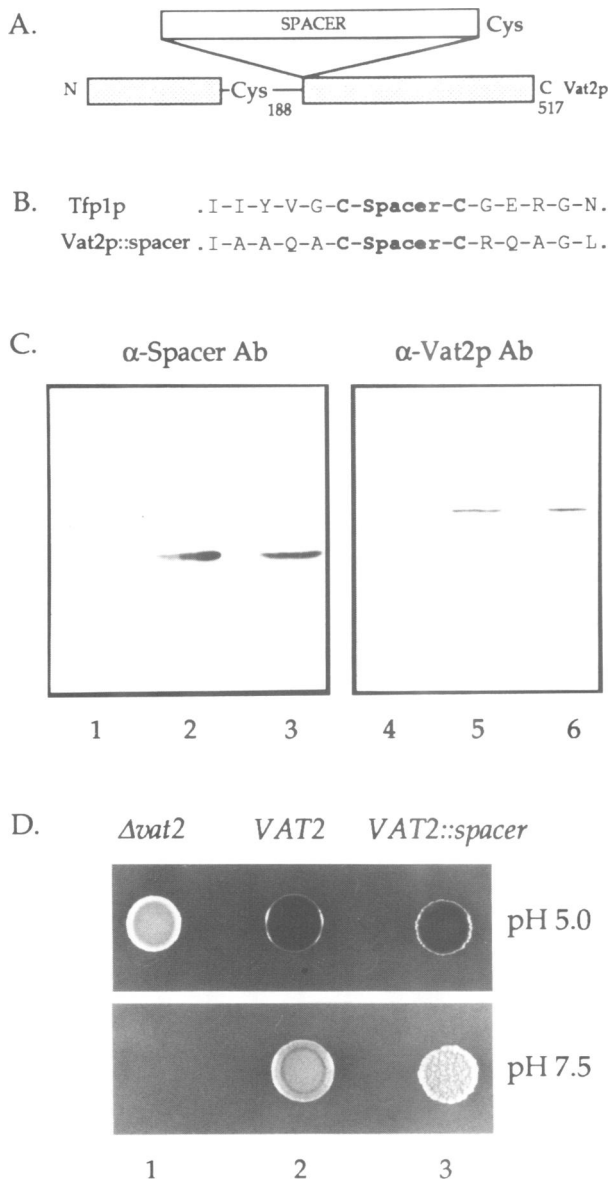 A.
SPACER Cys
N Cys C Vat2p
188 517
B. Tfp1p .I-I-Y-V-G-C-Spacer-C-G-E-R-G-N.
Vat2p::spacer .I-A-A-Q-A-C-Spacer-C-R-Q-A-G-L.
C. α-Spacer Ab α-Vat2p Ab
1 2 3 4 5 6
D. Δvat2 VAT2 VAT2::spacer
pH 5.0
pH 7.5
1 2 3